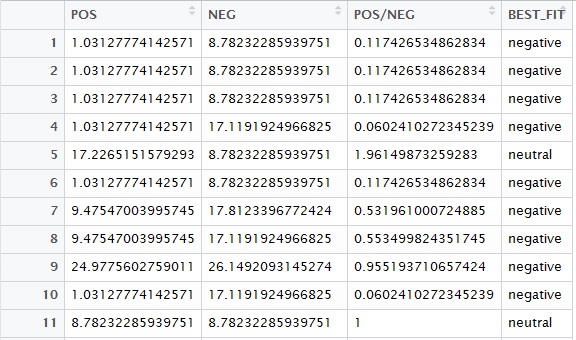 POS NEG POS/NEG BEST_FIT
1 1.03127774142571 8.78232285939751 0.117426534862834 negative
2 1.03127774142571 8.78232285939751 0.117426534862834 negative
3 1.03127774142571 8.78232285939751 0.117426534862834 negative
4 1.03127774142571 17.1191924966825 0.0602410272345239 negative
5 17.2265151579293 8.78232285939751 1.96149873259283 neutral
6 1.03127774142571 8.78232285939751 0.117426534862834 negative
7 9.47547003995745 17.8123396772424 0.531961000724885 negative
8 9.47547003995745 17.1191924966825 0.553499824351745 negative
9 24.9775602759011 26.1492093145274 0.955193710657424 negative
10 1.03127774142571 17.1191924966825 0.0602410272345239 negative
11 8.78232285939751 8.78232285939751 1 neutral